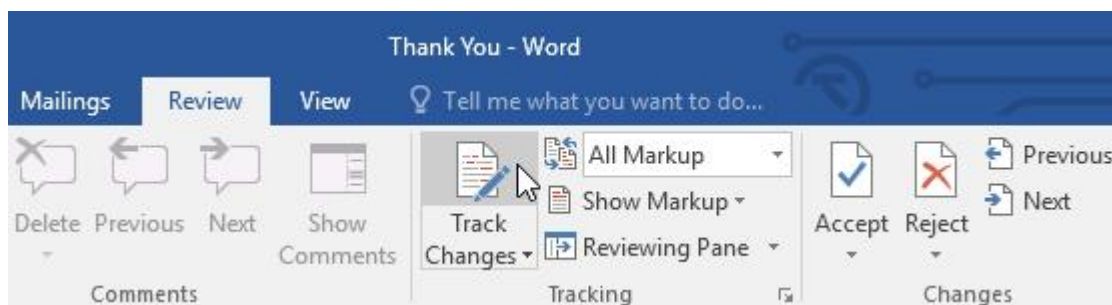 Thank You - Word
Mailings Review View Tell me what you want to do...
Delete Previous Next Show Comments
Track Changes
All Markup
Show Markup
Reviewing Pane
Accept Reject
Previous
Next
Comments Tracking Changes